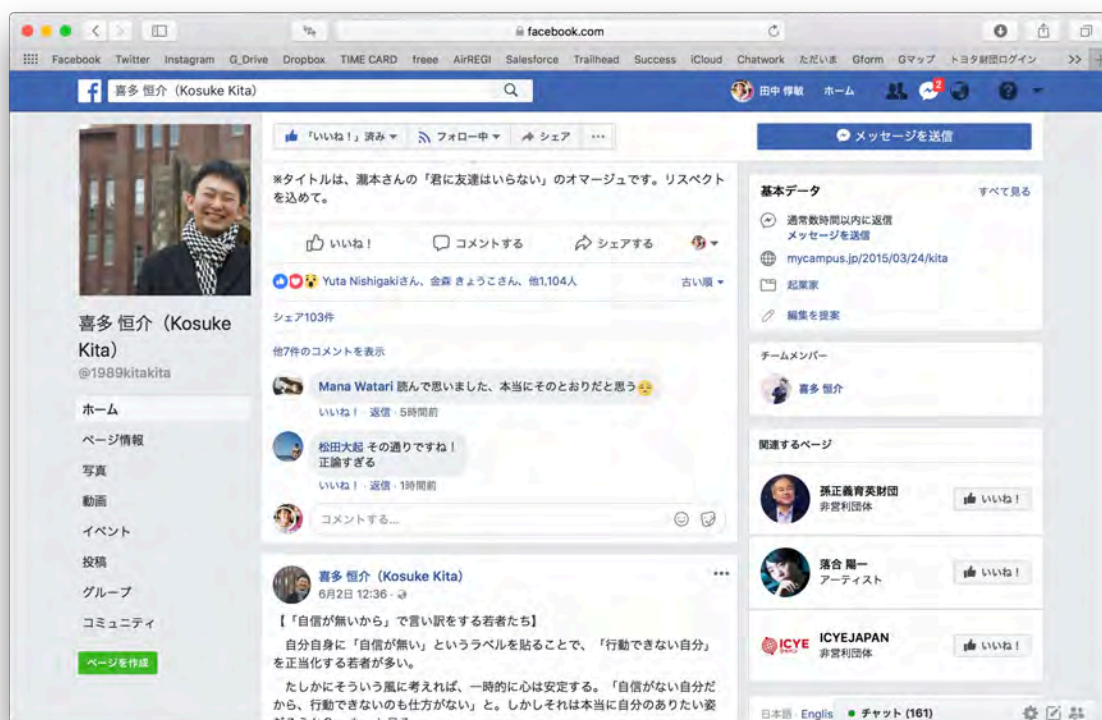 facebook.com
Facebook Twitter Instagram G_Drive Dropbox TIME CARD freee AirREGI Salesforce Trailhead Success iCloud Chatwork ただいま Gform Gマップ トヨタ財団ログイン >>
喜多 恒介（Kosuke Kita）
田中 惇敏 ホーム 2
「いいね！」済み フォロー中 シェア ...
メッセージを送信
※タイトルは、瀧本さんの「君に友達はいらない」のオマージュです。リスペクト
を込めて。
いいね！ コメントする シェアする
Yuta Nishigakiさん、金森 きょうこさん、他1,104人 古い順
シェア103件
他7件のコメントを表示
Mana Watari 読んで思いました、本当にそのとおりだと思う🥺
いいね！ · 返信 · 5時間前
松田大起 その通りですね！
正論すぎる
いいね！ · 返信 · 1時間前
コメントする...
喜多 恒介（Kosuke Kita）
6月2日 12:36 ·
【「自信が無いから」で言い訳をする若者たち】
自分自身に「自信が無い」というラベルを貼ることで、「行動できない自分」
を正当化する若者が多い。
たしかにそういう風に考えれば、一時的に心は安定する。「自信がない自分だ
から、行動できないのも仕方がない」と。しかしそれは本当に自分のありたい姿
喜多 恒介（Kosuke
Kita）
@1989kitakita
ホーム
ページ情報
写真
動画
イベント
投稿
グループ
コミュニティ
ページを作成
基本データ すべて見る
通常数時間以内に返信
メッセージを送信
mycampus.jp/2015/03/24/kita
起業家
編集を提案
チームメンバー
喜多 恒介
関連するページ
孫正義育英財団
非営利団体
いいね！
落合 陽一
アーティスト
いいね！
ICYE
ICYEJAPAN
非営利団体
いいね！
日本語 · Englis
チャット (161)